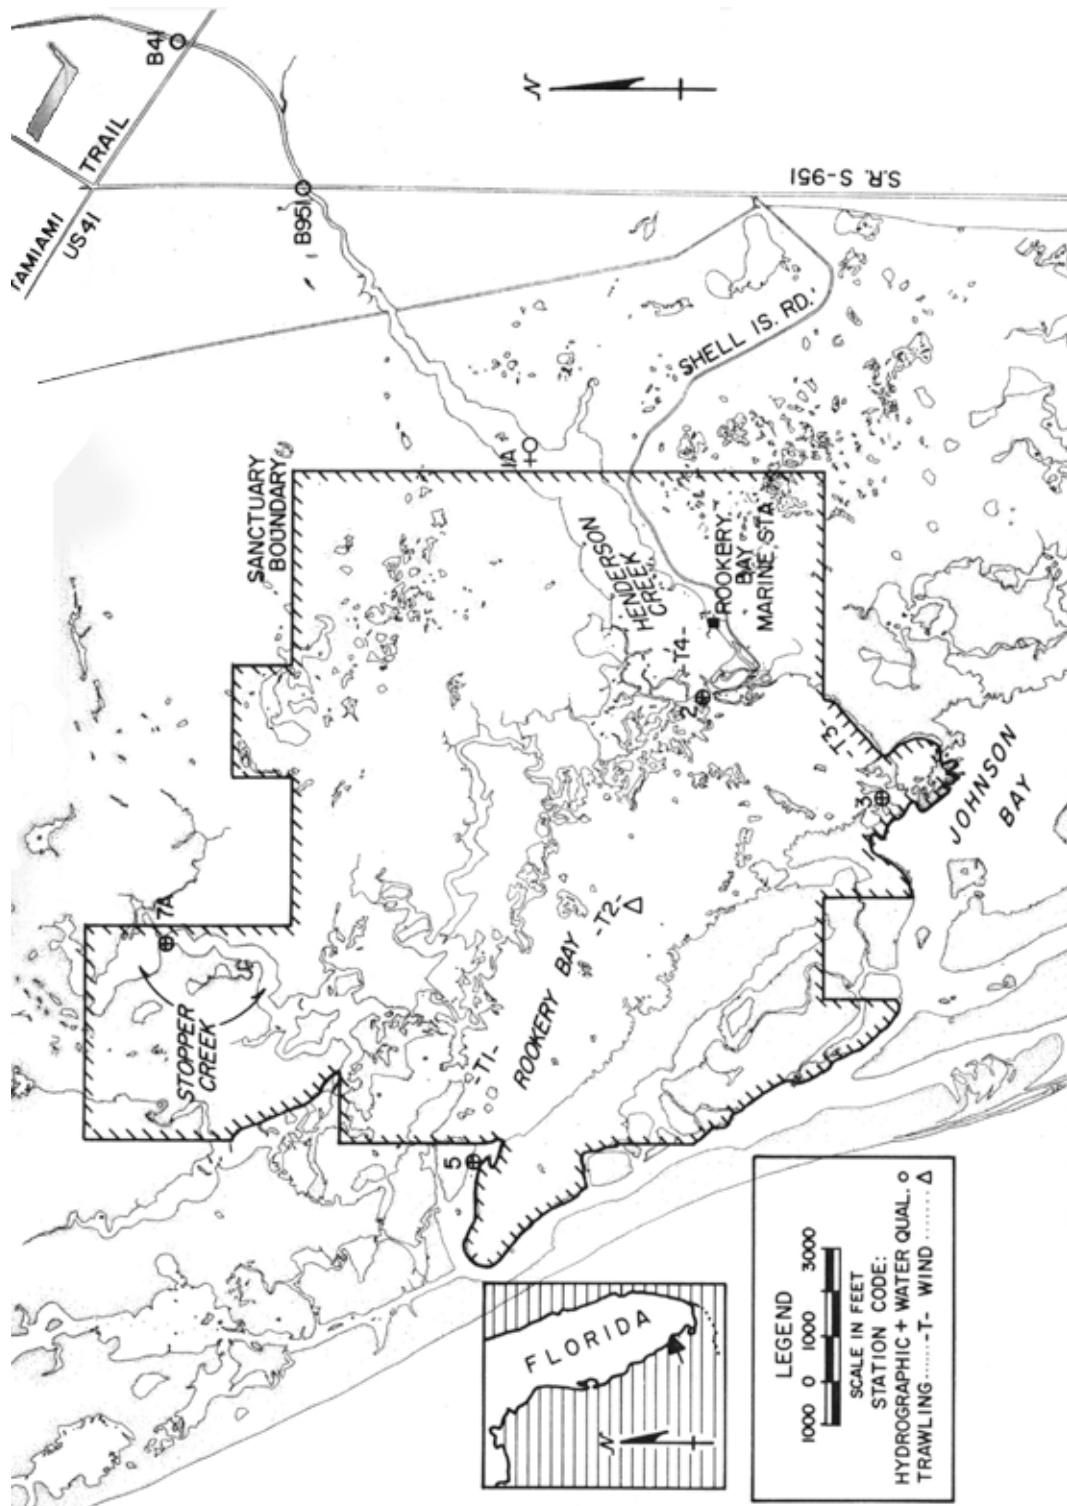 TAMIAMI
TRAIL
US41
B41
B951
N
S.R. S-951
SHELL IS. RD.
SANCTUARY
BOUNDARY
1A
HENDERSON
CREEK
ROOKERY
BAY
MARINE STA.
-T4-
2
-T3-
3
JOHNSON
BAY
7A
STOPPER
CREEK
-T1-
ROOKERY BAY
-T2-
5
FLORIDA
N
LEGEND
1000 0 1000 3000
SCALE IN FEET
STATION CODE:
HYDROGRAPHIC + WATER QUAL. o
TRAWLING ......-T- WIND ........ Δ